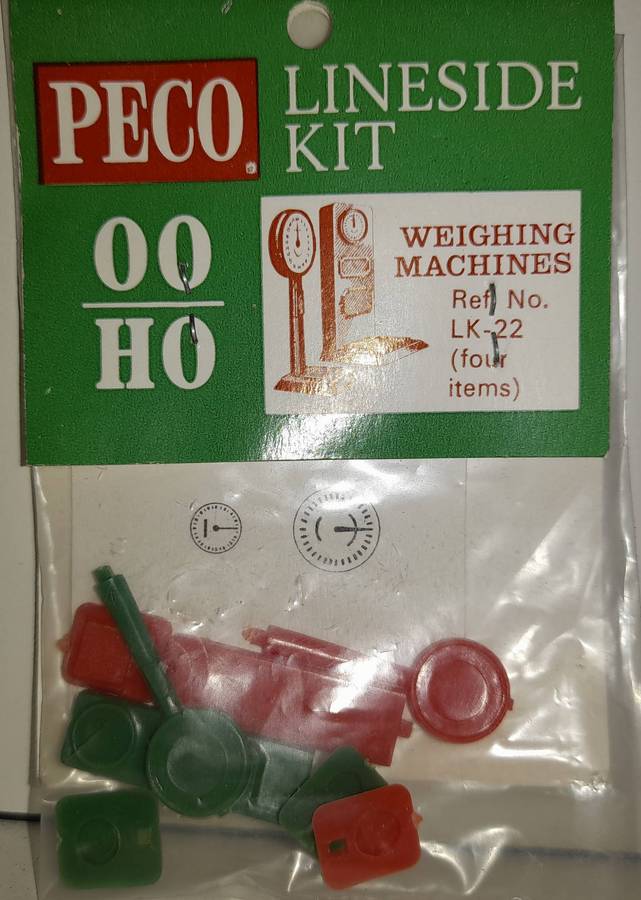 PECO
LINESIDE
KIT
OO
HO
WEIGHING
MACHINES
Ref. No.
LK-22
(four
items)